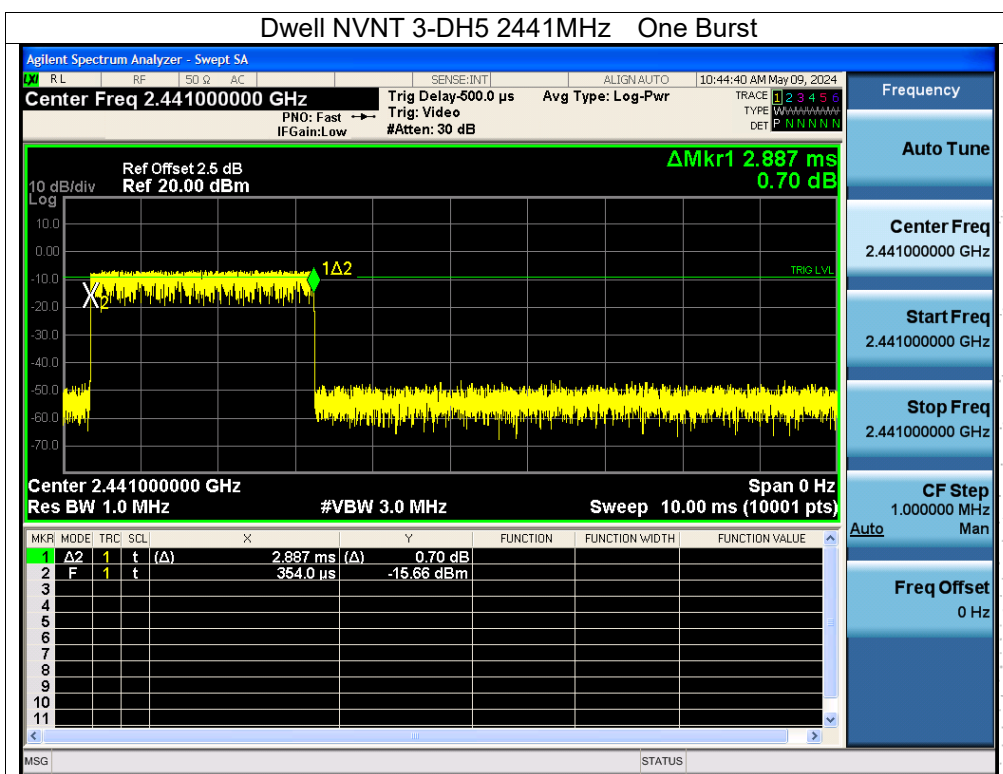 Dwell NVNT 3-DH5 2441MHz One Burst
Agilent Spectrum Analyzer - Swept SA
LXI RL RF 50 Ω AC SENSE:INT ALIGN AUTO 10:44:40 AM May 09, 2024
Center Freq 2.441000000 GHz Trig Delay-500.0 µs Avg Type: Log-Pwr TRACE 1 2 3 4 5 6
PNO: Fast Trig: Video TYPE WWWWWW
IFGain:Low #Atten: 30 dB DET P N N N N N
ΔMkr1 2.887 ms
0.70 dB
Ref Offset 2.5 dB
10 dB/div Ref 20.00 dBm
Log
10.0
0.00
-10.0
-20.0
-30.0
-40.0
-50.0
-60.0
-70.0
1Δ2
TRIG LVL
2
Center 2.441000000 GHz Span 0 Hz
Res BW 1.0 MHz #VBW 3.0 MHz Sweep 10.00 ms (10001 pts)
MKR MODE TRC SCL X Y FUNCTION FUNCTION WIDTH FUNCTION VALUE
1 Δ2 1 t (Δ) 2.887 ms (Δ) 0.70 dB
2 F 1 t 354.0 µs -15.66 dBm
3
4
5
6
7
8
9
10
11
MSG STATUS
Frequency
Auto Tune
Center Freq
2.441000000 GHz
Start Freq
2.441000000 GHz
Stop Freq
2.441000000 GHz
CF Step
1.000000 MHz
Auto Man
Freq Offset
0 Hz